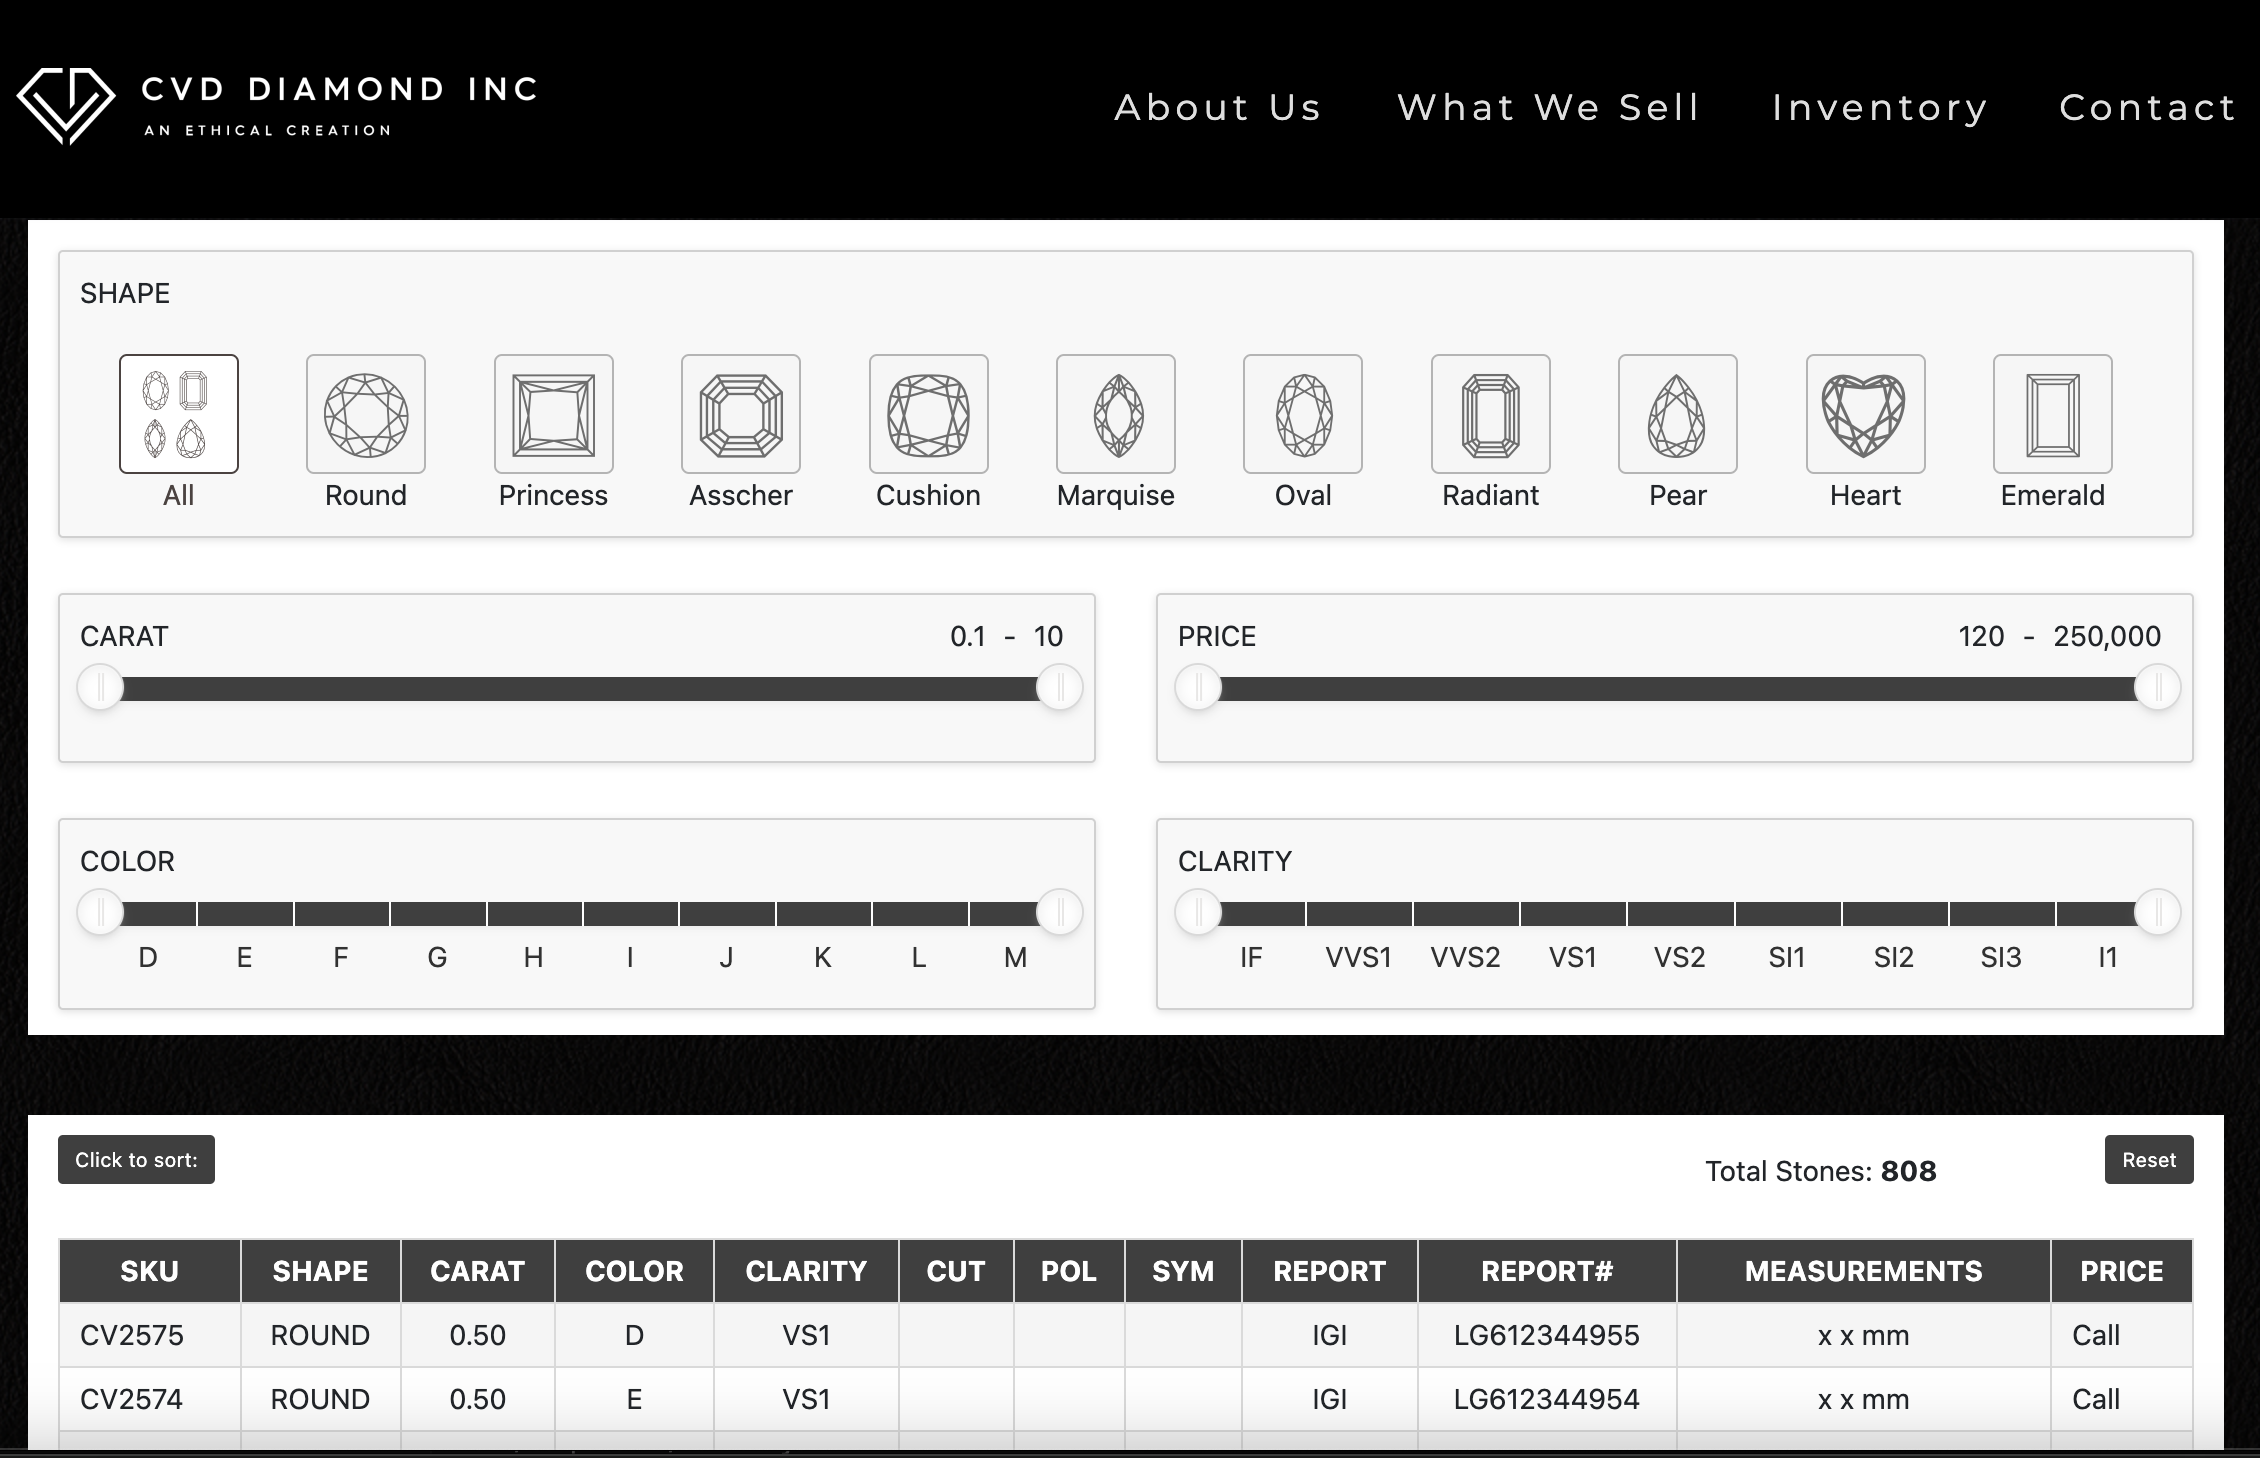 CVD DIAMOND INC
AN ETHICAL CREATION
About Us What We Sell Inventory Contact
SHAPE
All Round Princess Asscher Cushion Marquise Oval Radiant Pear Heart Emerald
CARAT 0.1 - 10
PRICE 120 - 250,000
COLOR
D E F G H I J K L M
CLARITY
IF VVS1 VVS2 VS1 VS2 SI1 SI2 SI3 I1
Click to sort: Total Stones: 808 Reset
SKU SHAPE CARAT COLOR CLARITY CUT POL SYM REPORT REPORT# MEASUREMENTS PRICE
CV2575 ROUND 0.50 D VS1 IGI LG612344955 x x mm Call
CV2574 ROUND 0.50 E VS1 IGI LG612344954 x x mm Call